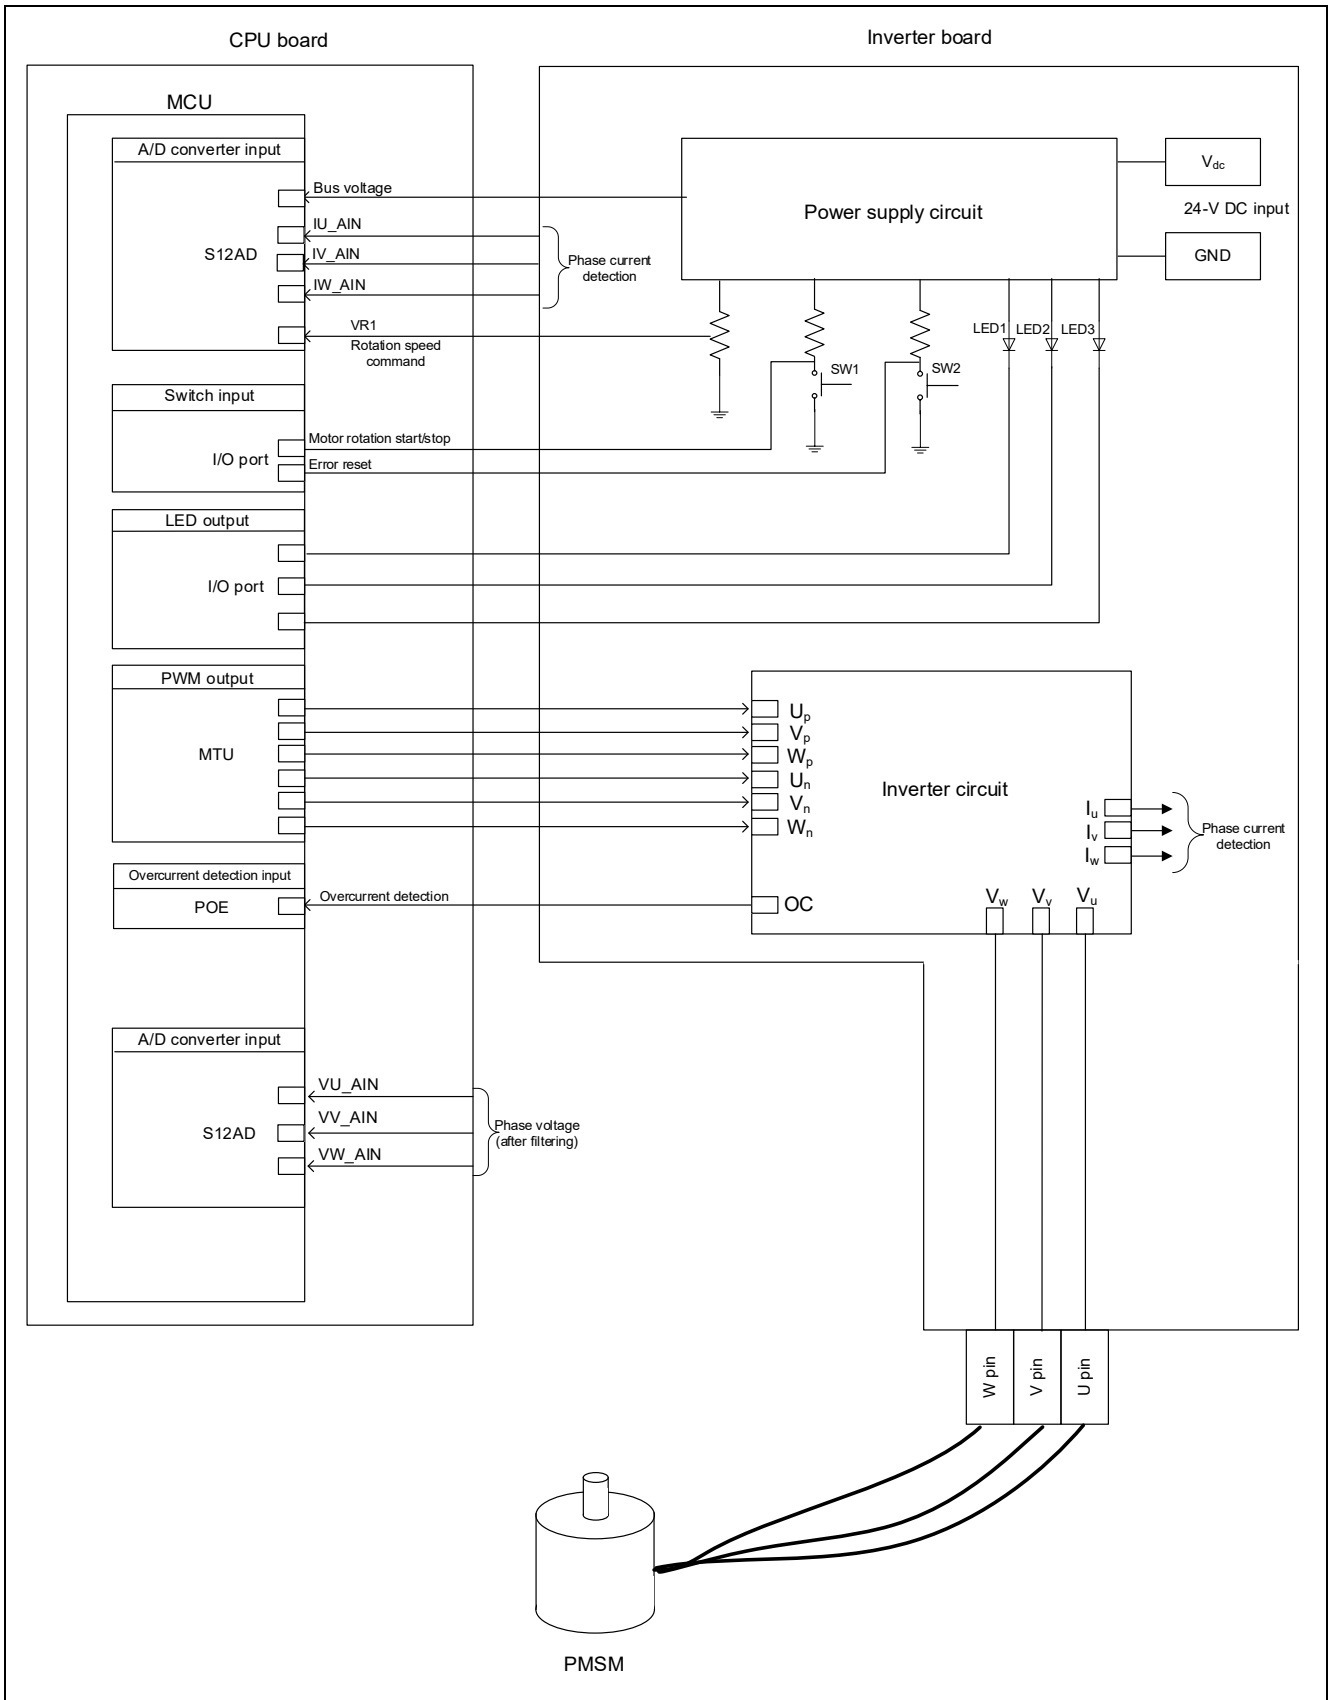 CPU board
Inverter board
MCU
A/D converter input
S12AD
Bus voltage
IU_AIN
IV_AIN
IW_AIN
Phase current
detection
VR1
Rotation speed
command
Power supply circuit
Vdc
24-V DC input
GND
SW1
SW2
LED1
LED2
LED3
Switch input
I/O port
Motor rotation start/stop
Error reset
LED output
I/O port
PWM output
MTU
Up
Vp
Wp
Un
Vn
Wn
Inverter circuit
Iu
Iv
Iw
Phase current
detection
Overcurrent detection input
POE
Overcurrent detection
OC
Vw
Vv
Vu
A/D converter input
S12AD
VU_AIN
VV_AIN
VW_AIN
Phase voltage
(after filtering)
W pin
V pin
U pin
PMSM